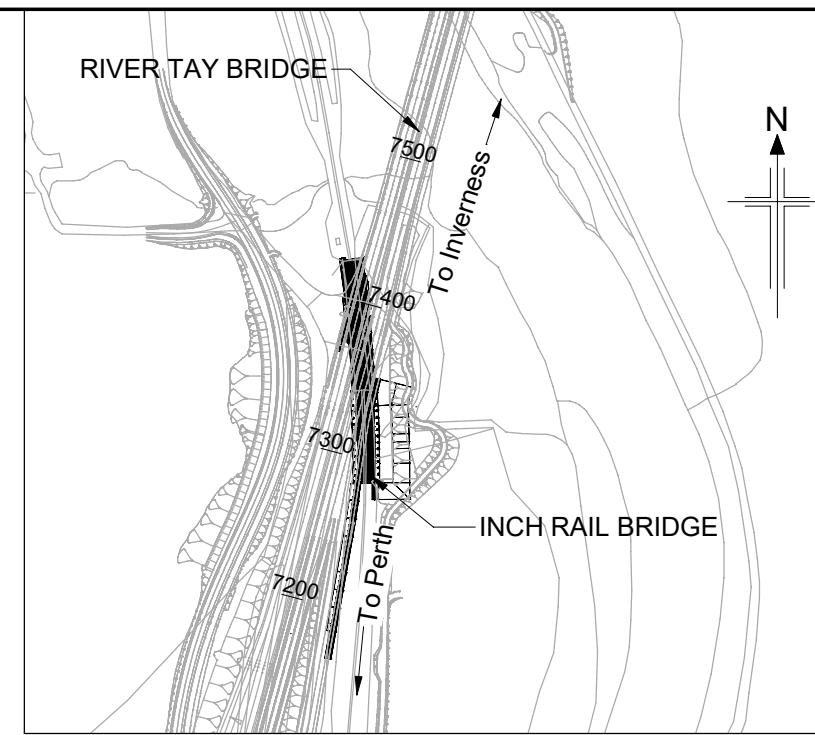 RIVER TAY BRIDGE
N
7500
To Inverness
7400
7300
INCH RAIL BRIDGE
7200
To Perth